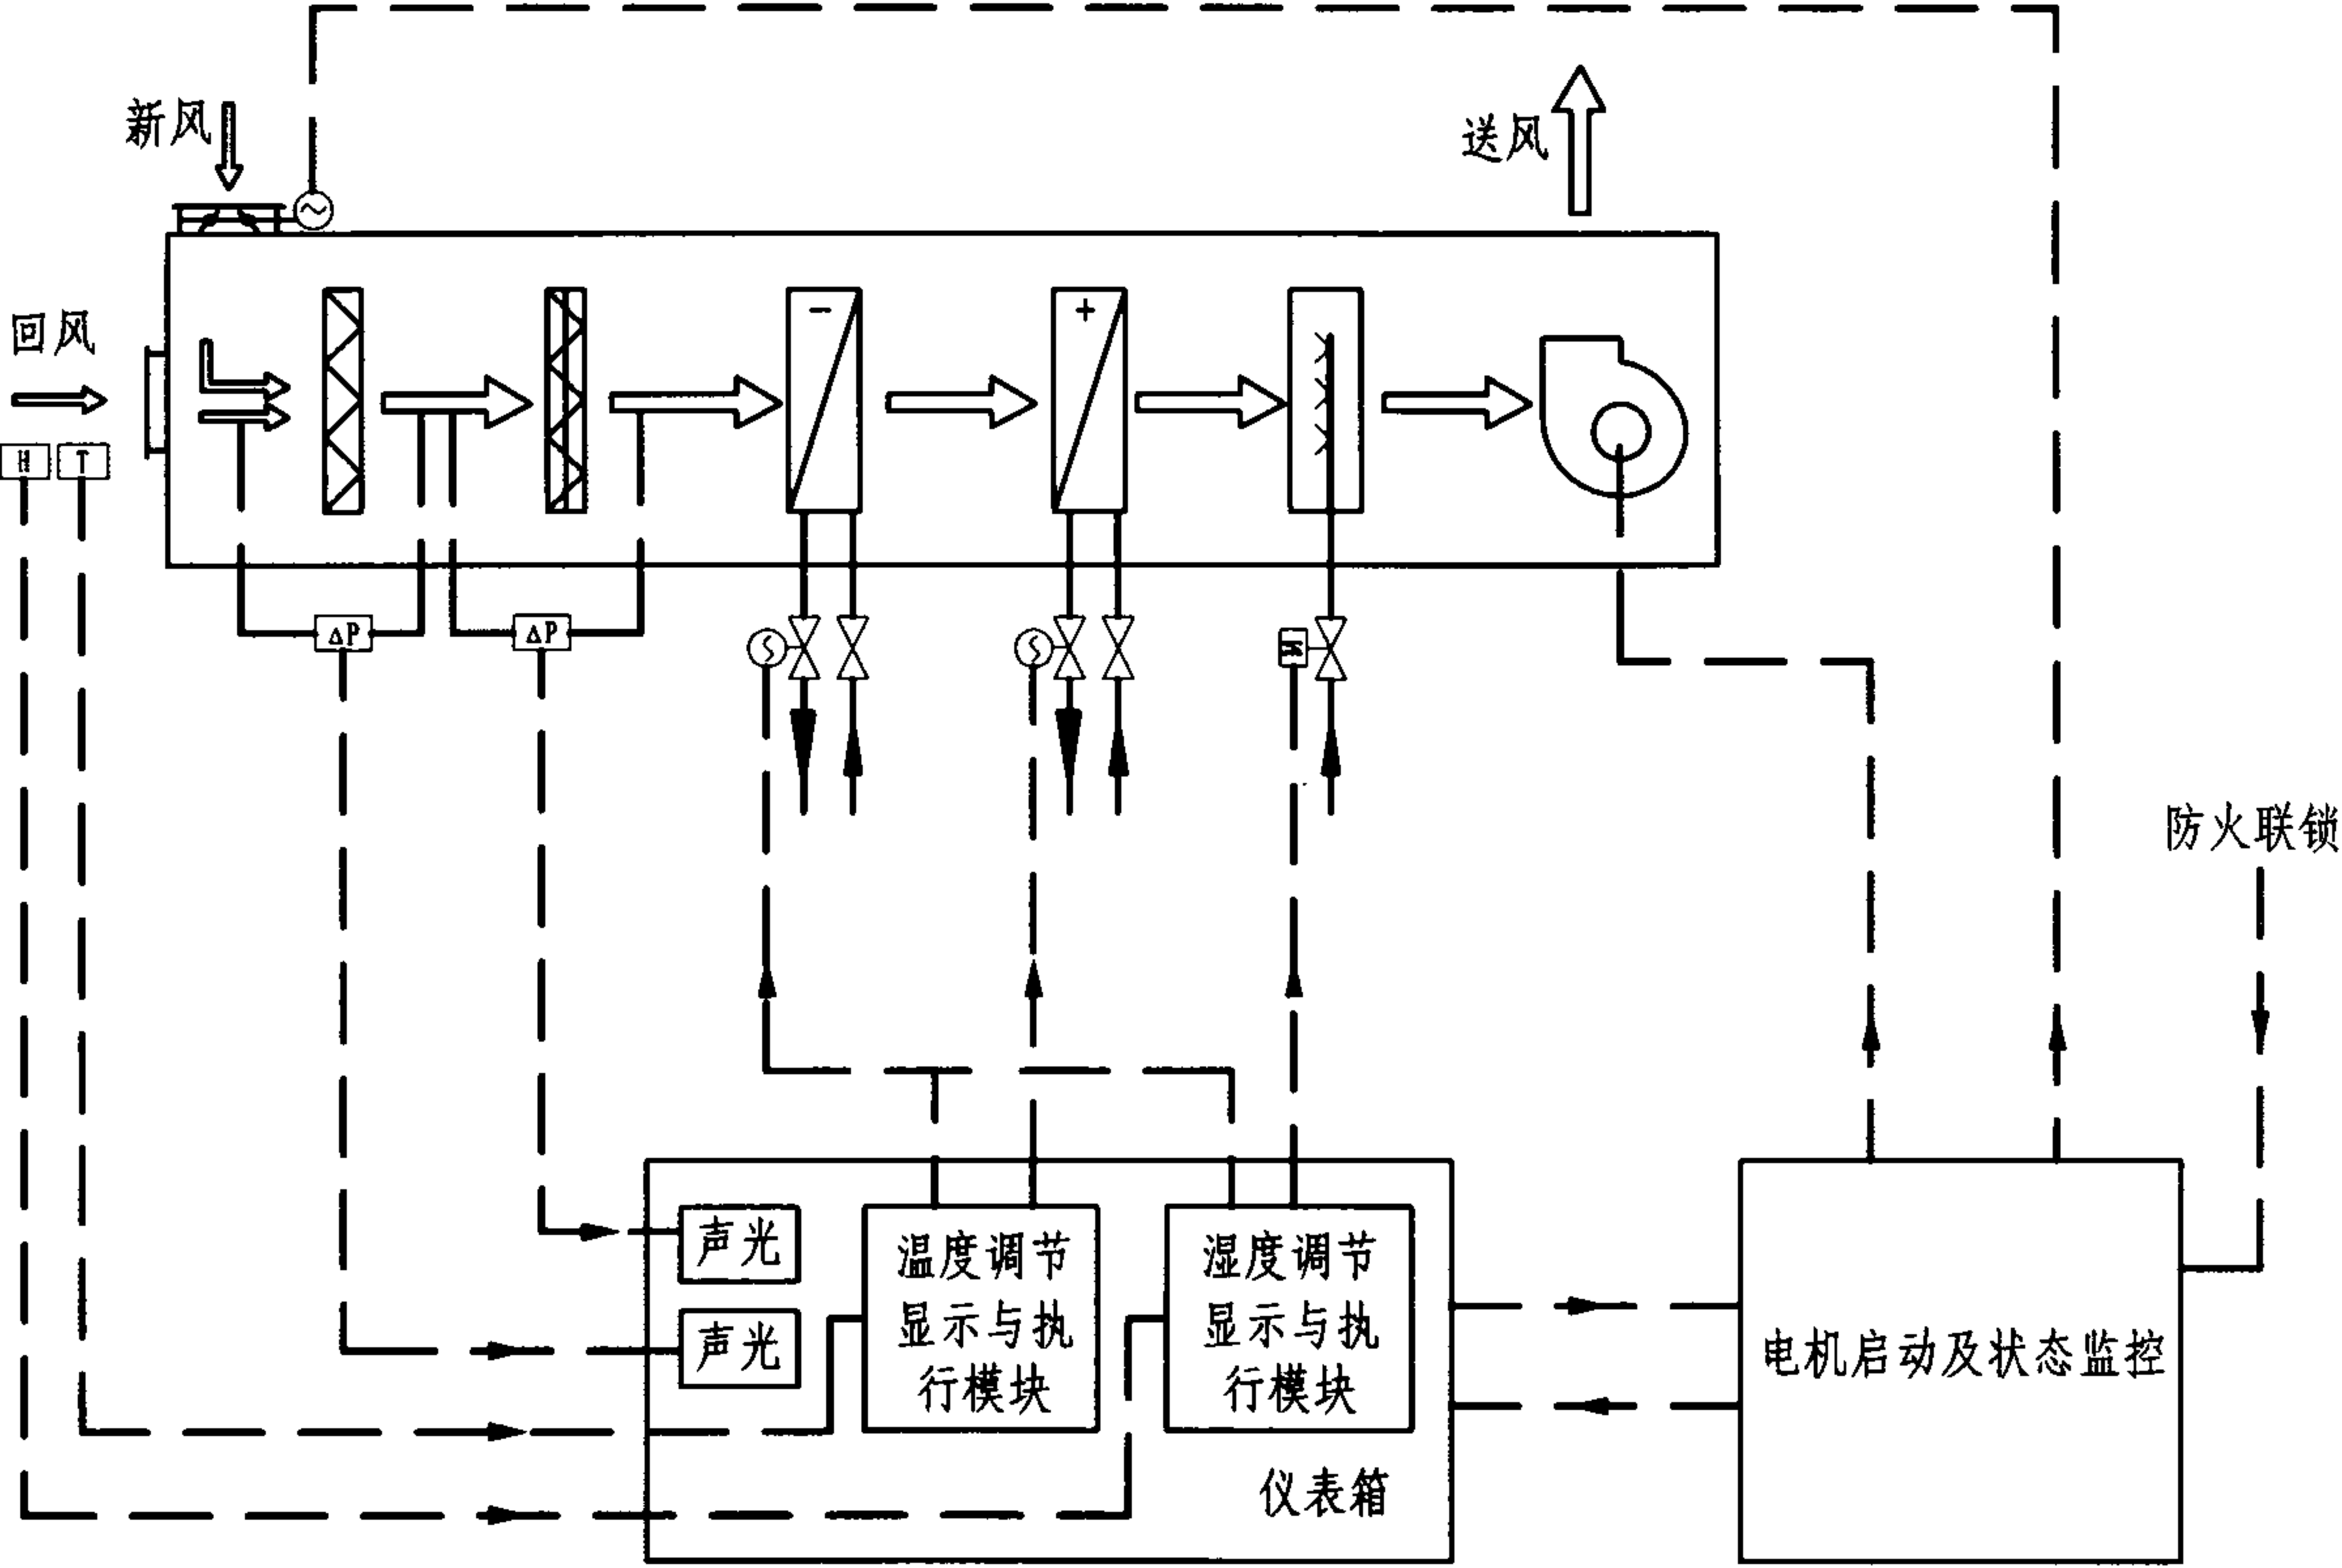 新风
送风
回风
H
T
-
+
ΔP
ΔP
防火联锁
声光
声光
温度调节
显示与执
行模块
湿度调节
显示与执
行模块
仪表箱
电机启动及状态监控